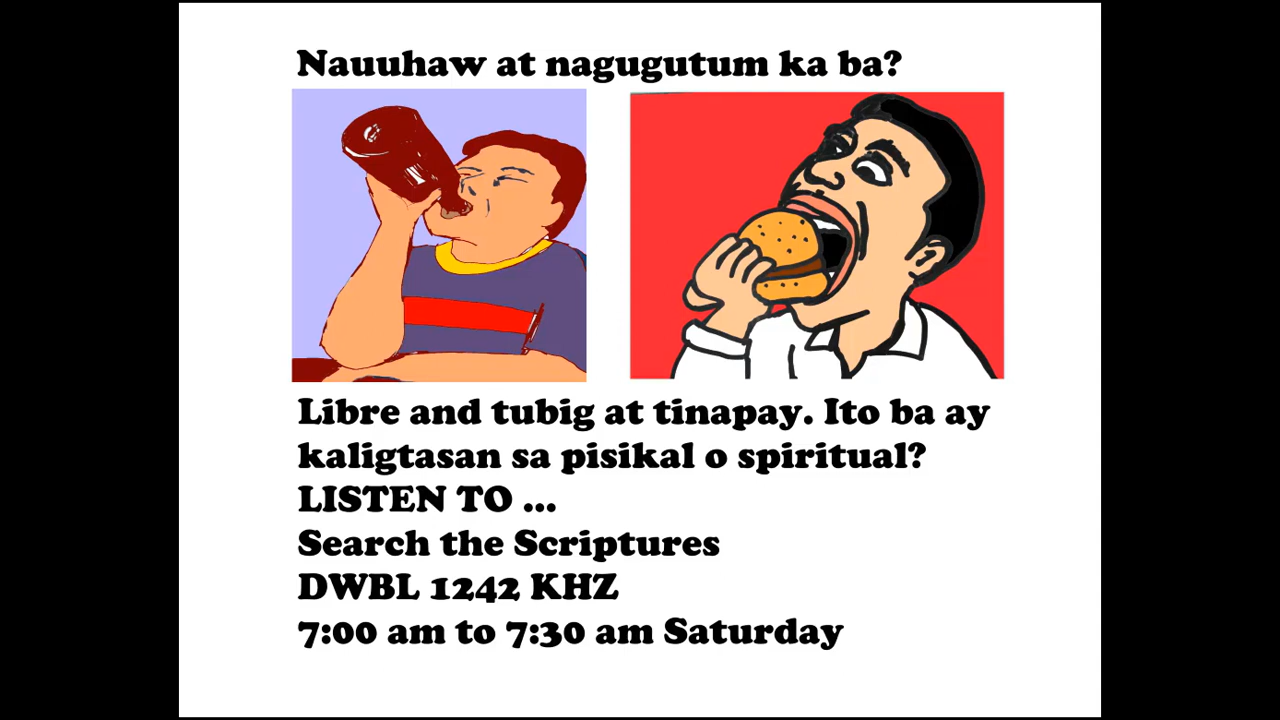 Nauuhaw at nagugutum ka ba?
Libre and tubig at tinapay. Ito ba ay
kaligtasan sa pisikal o spiritual?
LISTEN TO ...
Search the Scriptures
DWBL 1242 KHZ
7:00 am to 7:30 am Saturday